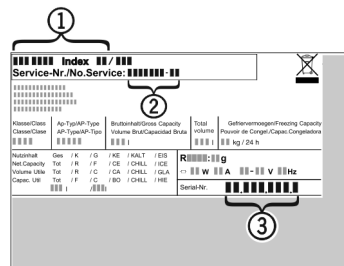 1
Index /
Service-Nr./No.Service: -
2
Klasse/Class Ap-Typ/AP-Type Bruttoinhalt/Gross Capacity Total Gefriervermoegen/Freezing Capacity
Classe/Clase AP-Type/AP-Tipo Volume Brut/Capacidad Bruta volume Pouvoir de Congel./Capac.Congeladora
l l kg / 24 h
Nutzinhalt Ges / K / G / KE / KALT / EIS
Net.Capacity Tot / R / F / CE / CHILL / ICE
Volume Utile Tot / R / C / CA / CHILL / GLA
Capac. Util Tot / F / C / BO / CHILL / HIE
l / l
R : g
W A - V Hz
Serial-Nr.
3